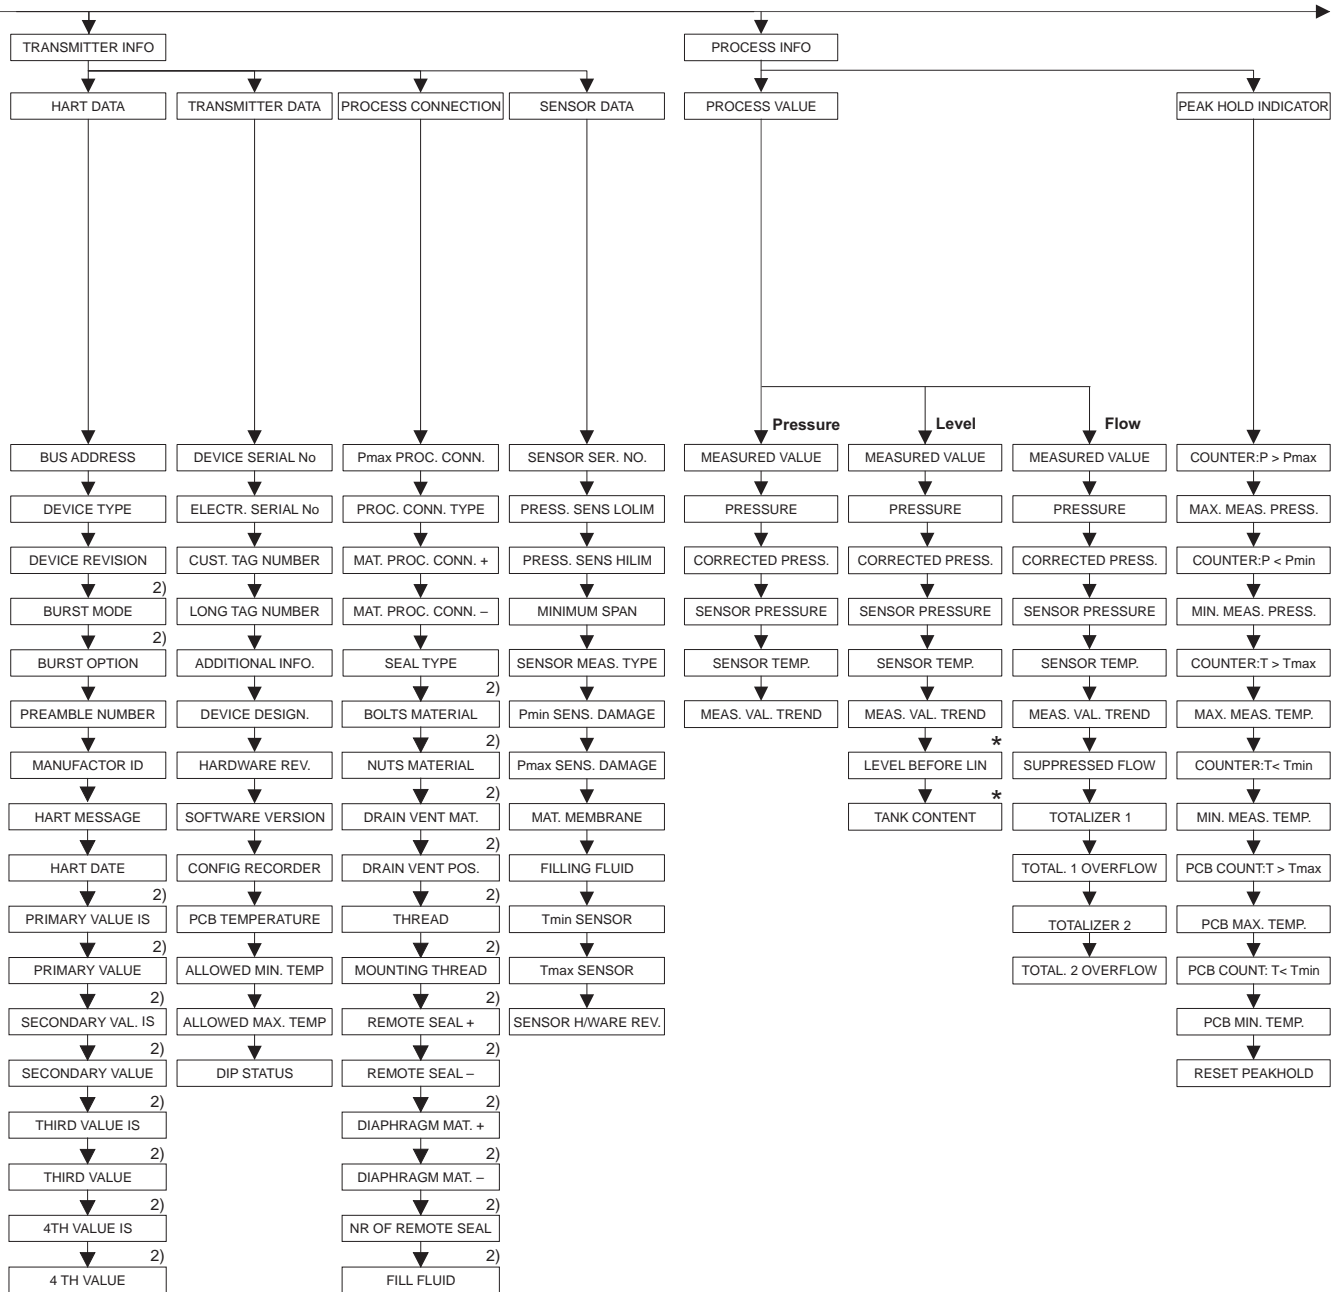 TRANSMITTER INFO
PROCESS INFO
HART DATA
TRANSMITTER DATA
PROCESS CONNECTION
SENSOR DATA
PROCESS VALUE
PEAK HOLD INDICATOR
BUS ADDRESS
DEVICE TYPE
DEVICE REVISION
2)
BURST MODE
2)
BURST OPTION
PREAMBLE NUMBER
MANUFACTOR ID
HART MESSAGE
HART DATE
2)
PRIMARY VALUE IS
2)
PRIMARY VALUE
2)
SECONDARY VAL. IS
2)
SECONDARY VALUE
2)
THIRD VALUE IS
2)
THIRD VALUE
2)
4TH VALUE IS
2)
4 TH VALUE
DEVICE SERIAL No
ELECTR. SERIAL No
CUST. TAG NUMBER
LONG TAG NUMBER
ADDITIONAL INFO.
DEVICE DESIGN.
HARDWARE REV.
SOFTWARE VERSION
CONFIG RECORDER
PCB TEMPERATURE
ALLOWED MIN. TEMP
ALLOWED MAX. TEMP
DIP STATUS
Pmax PROC. CONN.
PROC. CONN. TYPE
MAT. PROC. CONN. +
MAT. PROC. CONN. –
SEAL TYPE
2)
BOLTS MATERIAL
2)
NUTS MATERIAL
2)
DRAIN VENT MAT.
2)
DRAIN VENT POS.
2)
THREAD
2)
MOUNTING THREAD
2)
REMOTE SEAL +
2)
REMOTE SEAL –
2)
DIAPHRAGM MAT. +
2)
DIAPHRAGM MAT. –
2)
NR OF REMOTE SEAL
2)
FILL FLUID
SENSOR SER. NO.
PRESS. SENS LOLIM
PRESS. SENS HILIM
MINIMUM SPAN
SENSOR MEAS. TYPE
Pmin SENS. DAMAGE
Pmax SENS. DAMAGE
MAT. MEMBRANE
FILLING FLUID
Tmin SENSOR
Tmax SENSOR
SENSOR H/WARE REV.
Pressure
MEASURED VALUE
PRESSURE
CORRECTED PRESS.
SENSOR PRESSURE
SENSOR TEMP.
MEAS. VAL. TREND
Level
MEASURED VALUE
PRESSURE
CORRECTED PRESS.
SENSOR PRESSURE
SENSOR TEMP.
MEAS. VAL. TREND
*
LEVEL BEFORE LIN
*
TANK CONTENT
Flow
MEASURED VALUE
PRESSURE
CORRECTED PRESS.
SENSOR PRESSURE
SENSOR TEMP.
MEAS. VAL. TREND
SUPPRESSED FLOW
TOTALIZER 1
TOTAL. 1 OVERFLOW
TOTALIZER 2
TOTAL. 2 OVERFLOW
COUNTER:P > Pmax
MAX. MEAS. PRESS.
COUNTER:P < Pmin
MIN. MEAS. PRESS.
COUNTER:T > Tmax
MAX. MEAS. TEMP.
COUNTER:T< Tmin
MIN. MEAS. TEMP.
PCB COUNT:T > Tmax
PCB MAX. TEMP.
PCB COUNT: T< Tmin
PCB MIN. TEMP.
RESET PEAKHOLD